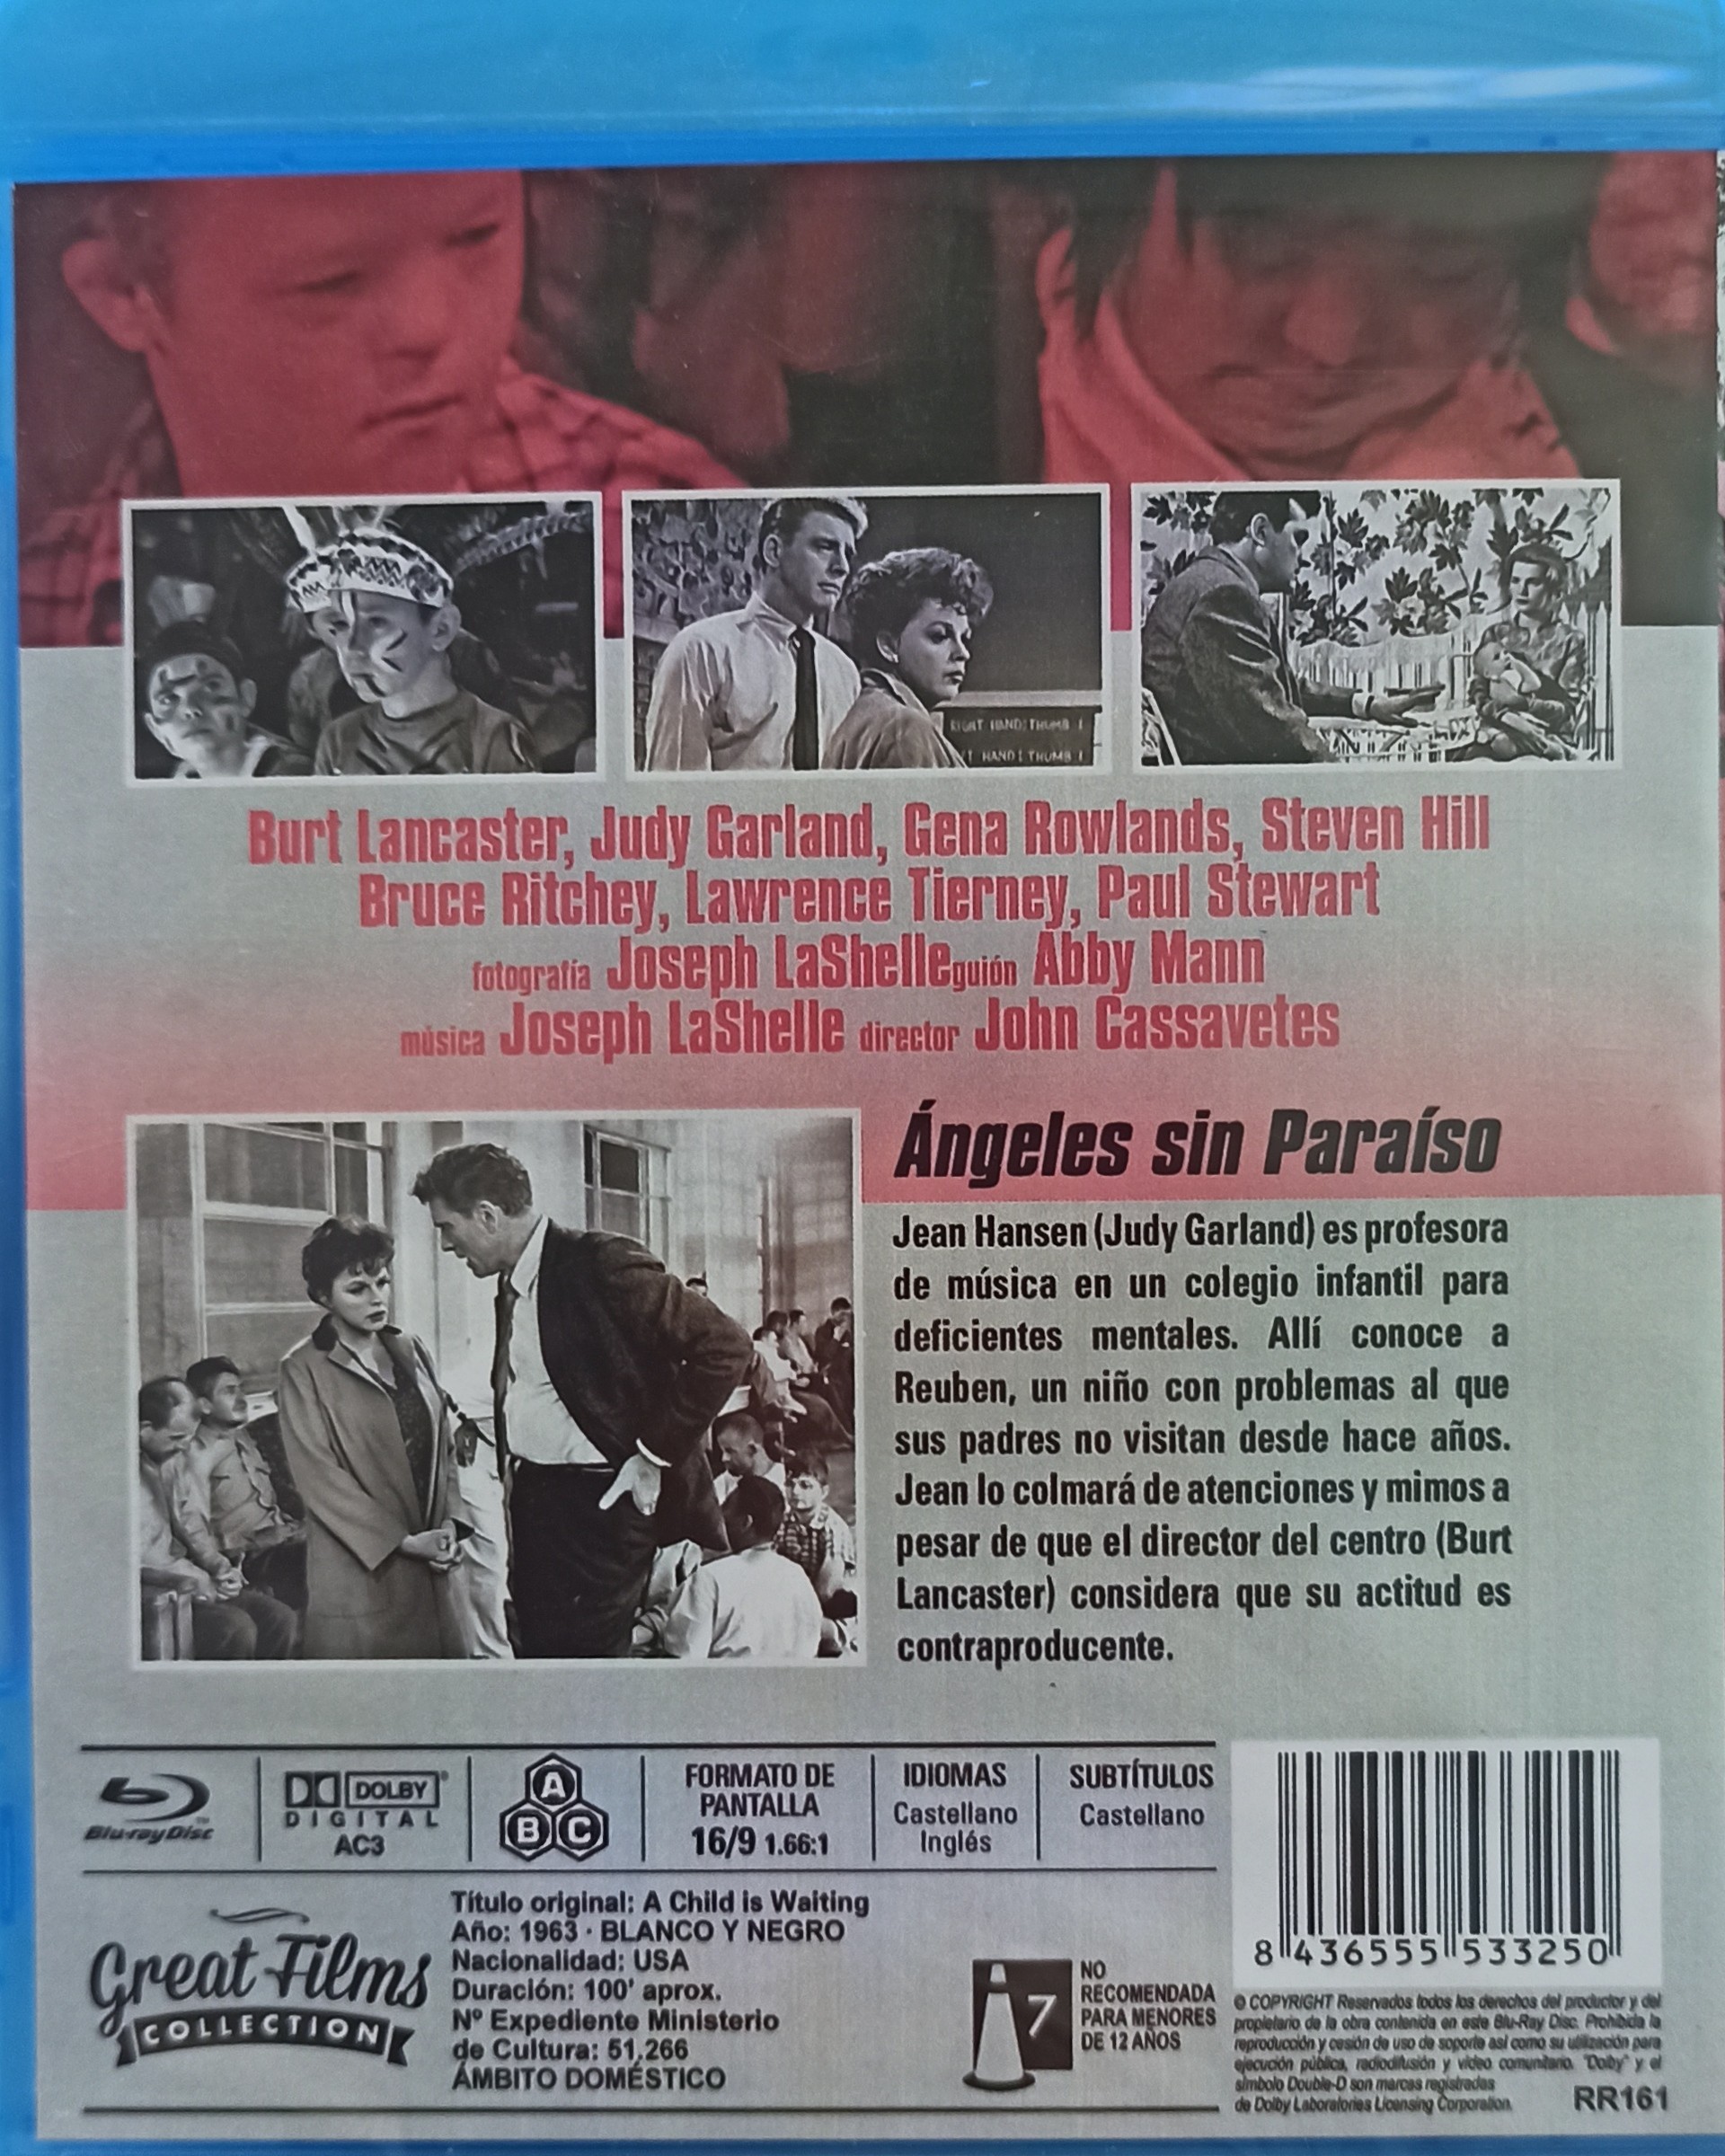 RIGHT HAND: THUMB 1
T HAND: THUMB 1
Burt Lancaster, Judy Garland, Gena Rowlands, Steven Hill
Bruce Ritchey, Lawrence Tierney, Paul Stewart
fotografía Joseph LaShelle guión Abby Mann
música Joseph LaShelle director John Cassavetes
Ángeles sin Paraíso
Jean Hansen (Judy Garland) es profesora
de música en un colegio infantil para
deficientes mentales. Allí conoce a
Reuben, un niño con problemas al que
sus padres no visitan desde hace años.
Jean lo colmará de atenciones y mimos a
pesar de que el director del centro (Burt
Lancaster) considera que su actitud es
contraproducente.
Blu-ray Disc
DOLBY
DIGITAL
AC3
A
B C
FORMATO DE
PANTALLA
16/9 1.66:1
IDIOMAS
Castellano
Inglés
SUBTÍTULOS
Castellano
Great Films
COLLECTION
Título original: A Child is Waiting
Año: 1963 · BLANCO Y NEGRO
Nacionalidad: USA
Duración: 100' aprox.
Nº Expediente Ministerio
de Cultura: 51.266
ÁMBITO DOMÉSTICO
7
NO
RECOMENDADA
PARA MENORES
DE 12 AÑOS
8 436555 533250
© COPYRIGHT Reservados todos los derechos del productor y del
propietario de la obra contenida en este Blu-Ray Disc. Prohibida la
reproducción y cesión de uso de soporte así como su utilización para
ejecución pública, radiodifusión y vídeo comunitario. "Dolby" y el
símbolo Double-D son marcas registradas
de Dolby Laboratories Licensing Corporation.
RR161